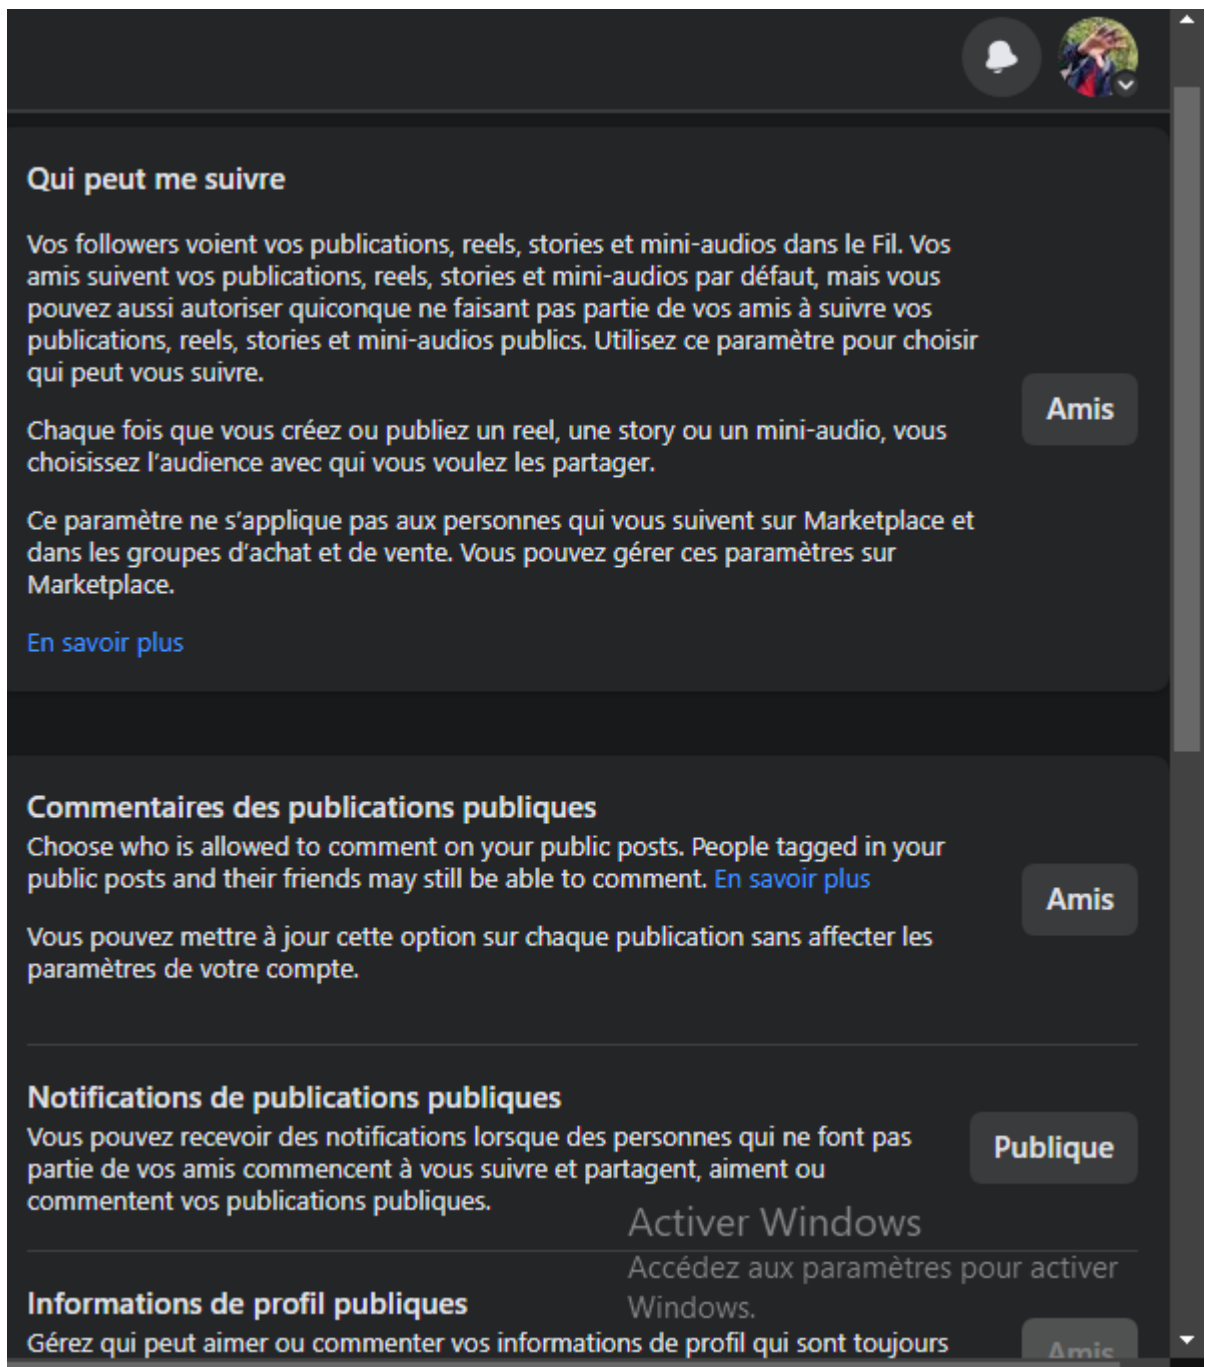 Qui peut me suivre
Vos followers voient vos publications, reels, stories et mini-audios dans le Fil. Vos
amis suivent vos publications, reels, stories et mini-audios par défaut, mais vous
pouvez aussi autoriser quiconque ne faisant pas partie de vos amis à suivre vos
publications, reels, stories et mini-audios publics. Utilisez ce paramètre pour choisir
qui peut vous suivre.
Amis
Chaque fois que vous créez ou publiez un reel, une story ou un mini-audio, vous
choisissez l’audience avec qui vous voulez les partager.
Ce paramètre ne s’applique pas aux personnes qui vous suivent sur Marketplace et
dans les groupes d’achat et de vente. Vous pouvez gérer ces paramètres sur
Marketplace.
En savoir plus
Commentaires des publications publiques
Choose who is allowed to comment on your public posts. People tagged in your
public posts and their friends may still be able to comment. En savoir plus
Amis
Vous pouvez mettre à jour cette option sur chaque publication sans affecter les
paramètres de votre compte.
Notifications de publications publiques
Vous pouvez recevoir des notifications lorsque des personnes qui ne font pas
partie de vos amis commencent à vous suivre et partagent, aiment ou
commentent vos publications publiques.
Publique
Activer Windows
Accédez aux paramètres pour activer
Windows.
Informations de profil publiques
Gérez qui peut aimer ou commenter vos informations de profil qui sont toujours
Amis